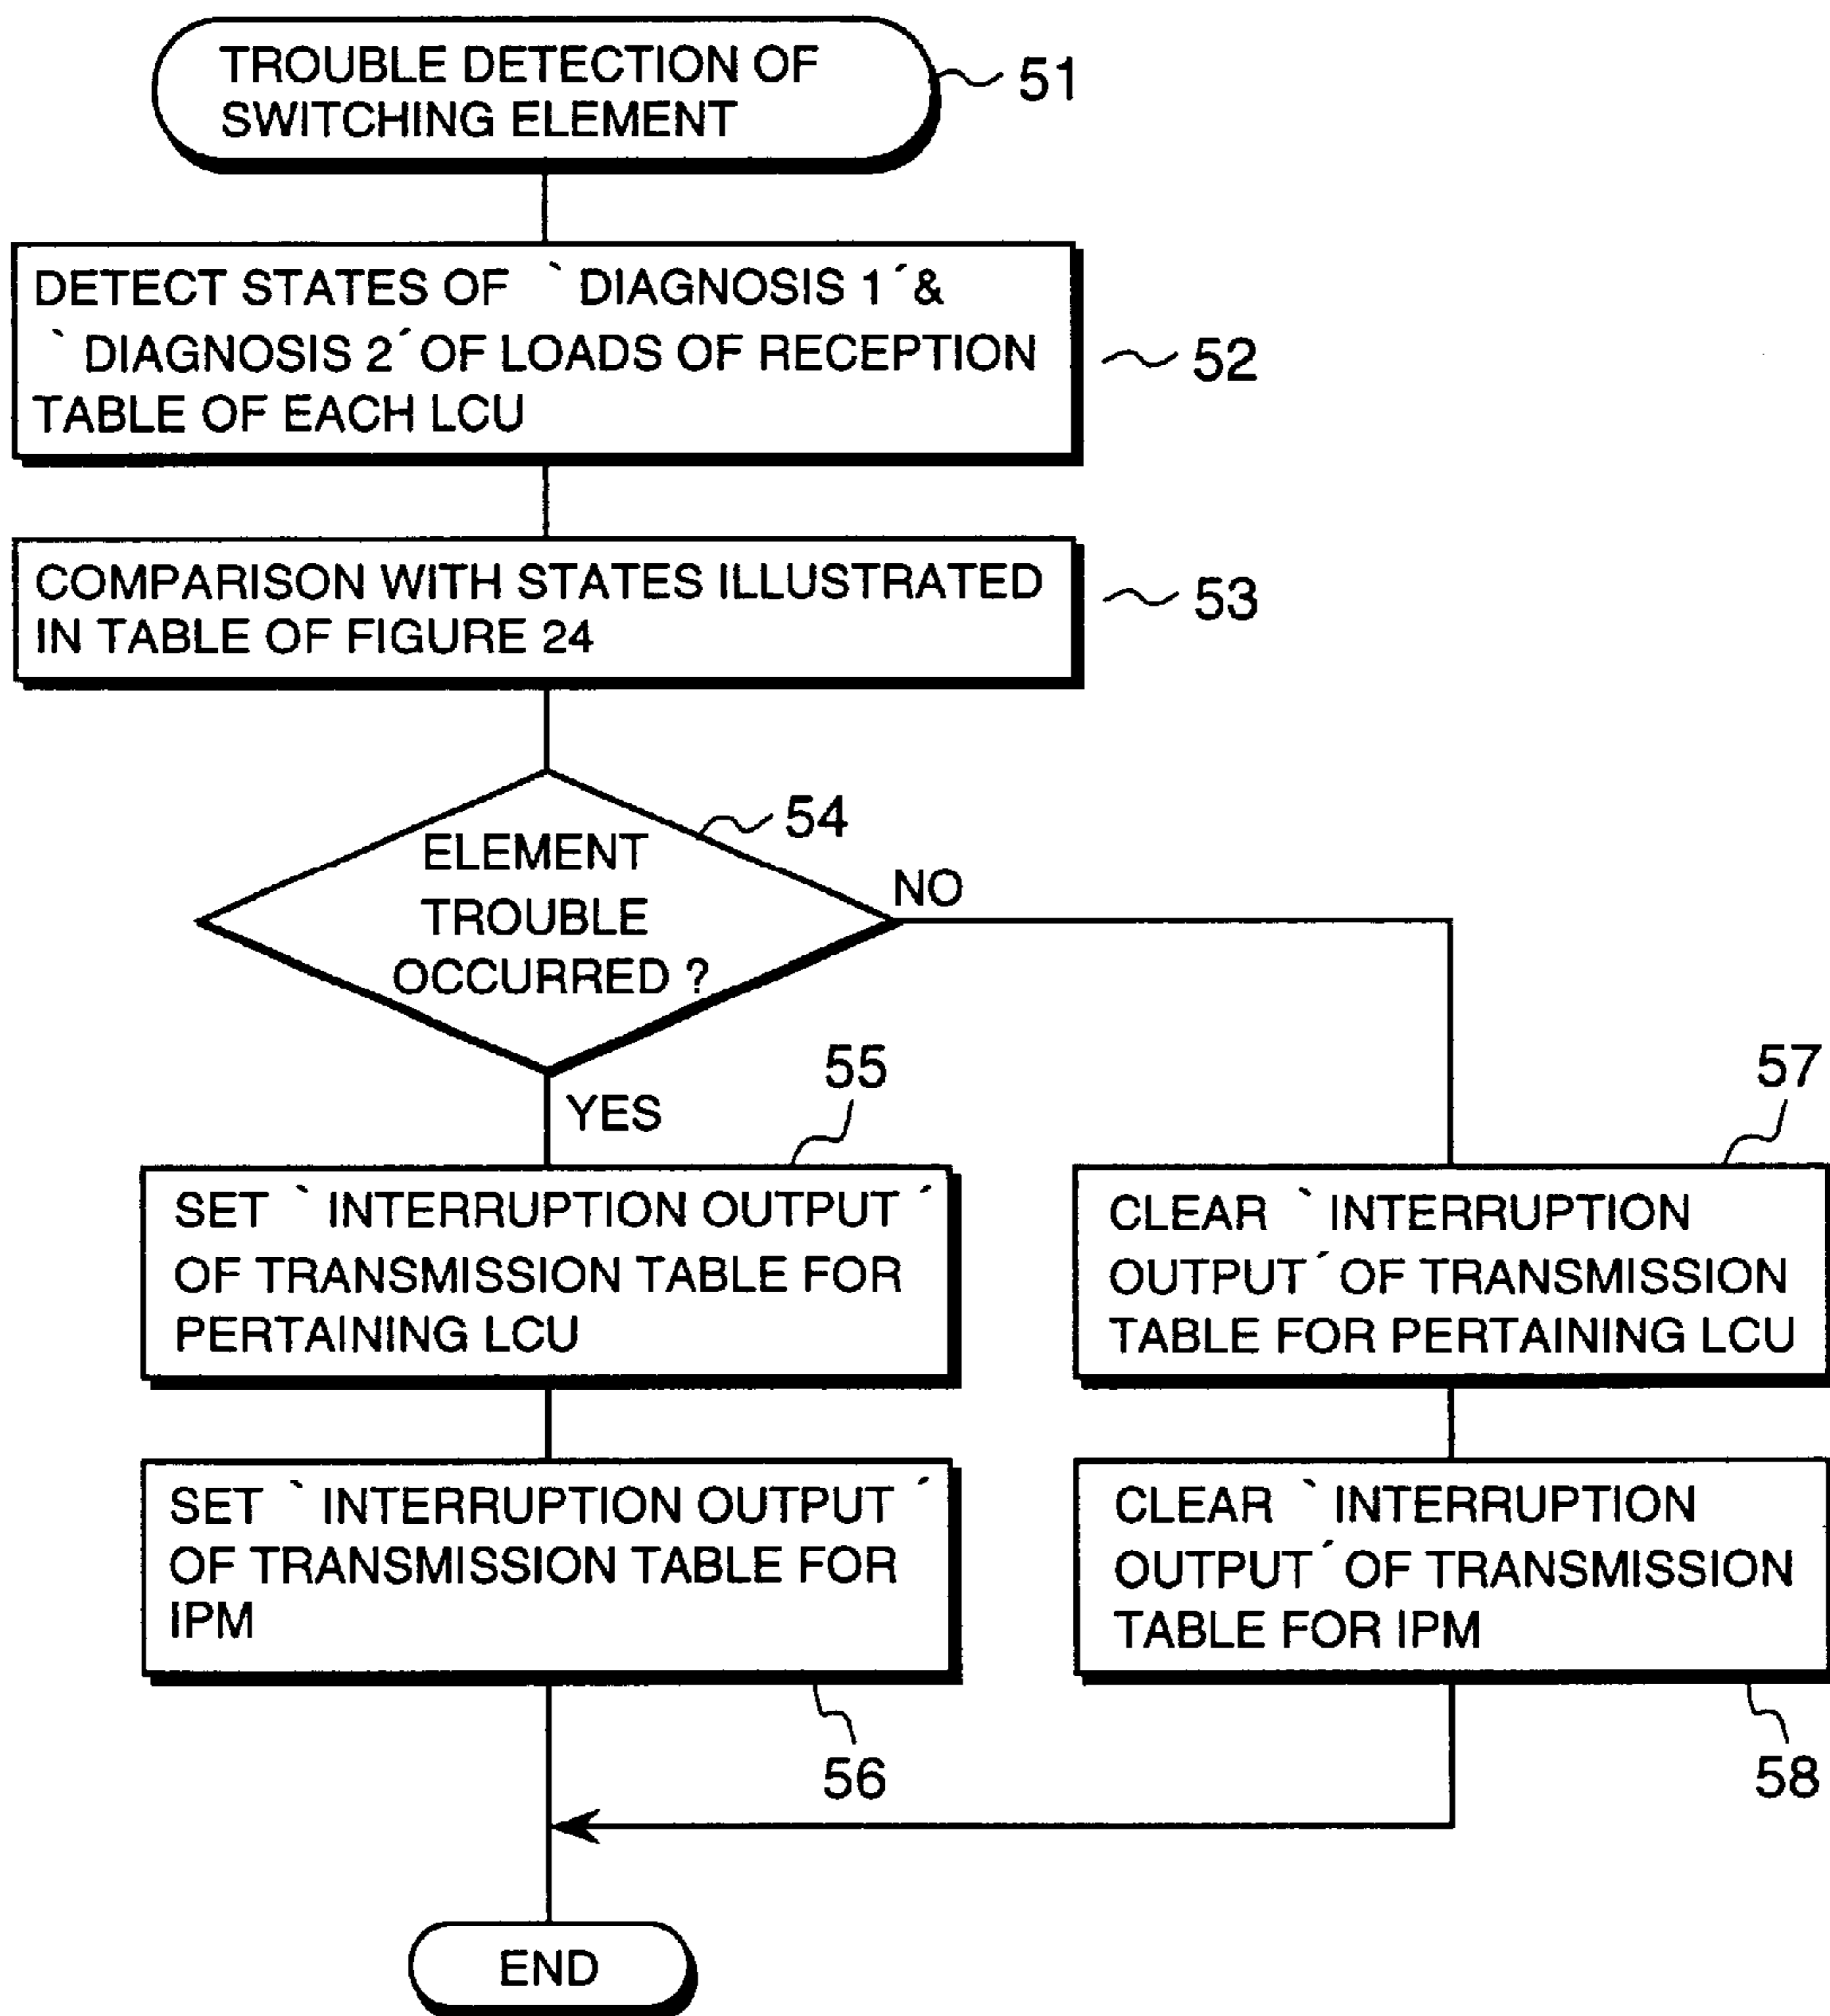 TROUBLE DETECTION OF
SWITCHING ELEMENT
51
DETECT STATES OF `DIAGNOSIS 1´&
`DIAGNOSIS 2´OF LOADS OF RECEPTION
TABLE OF EACH LCU
52
COMPARISON WITH STATES ILLUSTRATED
IN TABLE OF FIGURE 24
53
54
ELEMENT
TROUBLE
OCCURRED ?
NO
YES
55
SET `INTERRUPTION OUTPUT´
OF TRANSMISSION TABLE FOR
PERTAINING LCU
SET `INTERRUPTION OUTPUT´
OF TRANSMISSION TABLE FOR
IPM
56
57
CLEAR `INTERRUPTION
OUTPUT´OF TRANSMISSION
TABLE FOR PERTAINING LCU
CLEAR `INTERRUPTION
OUTPUT´OF TRANSMISSION
TABLE FOR IPM
58
END